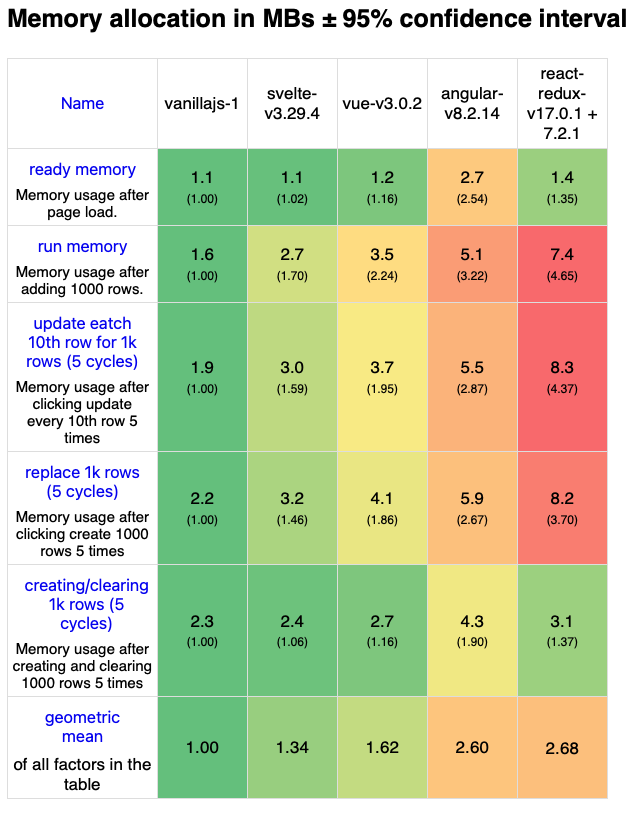 Memory allocation in MBs ± 95% confidence interval
Name
vanillajs-1
svelte-
v3.29.4
vue-v3.0.2
angular-
v8.2.14
react-
redux-
v17.0.1 +
7.2.1
ready memory
Memory usage after
page load.
1.1
(1.00)
1.1
(1.02)
1.2
(1.16)
2.7
(2.54)
1.4
(1.35)
run memory
Memory usage after
adding 1000 rows.
1.6
(1.00)
2.7
(1.70)
3.5
(2.24)
5.1
(3.22)
7.4
(4.65)
update eatch
10th row for 1k
rows (5 cycles)
Memory usage after
clicking update
every 10th row 5
times
1.9
(1.00)
3.0
(1.59)
3.7
(1.95)
5.5
(2.87)
8.3
(4.37)
replace 1k rows
(5 cycles)
Memory usage after
clicking create 1000
rows 5 times
2.2
(1.00)
3.2
(1.46)
4.1
(1.86)
5.9
(2.67)
8.2
(3.70)
creating/clearing
1k rows (5
cycles)
Memory usage after
creating and clearing
1000 rows 5 times
2.3
(1.00)
2.4
(1.06)
2.7
(1.16)
4.3
(1.90)
3.1
(1.37)
geometric
mean
of all factors in the
table
1.00
1.34
1.62
2.60
2.68